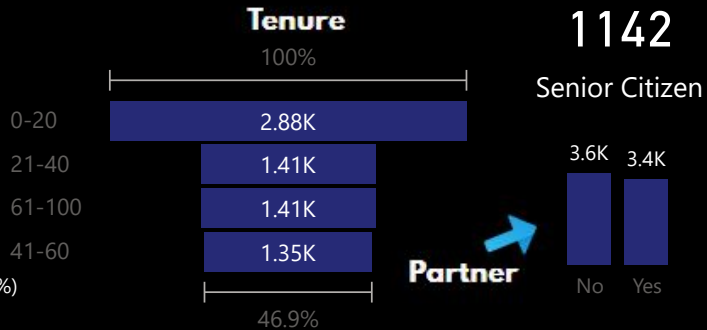 Tenure
100%
0-20 2.88K
21-40 1.41K
61-100 1.41K
41-60 1.35K
%)
46.9%
1142
Senior Citizen
3.6K 3.4K
Partner
No Yes